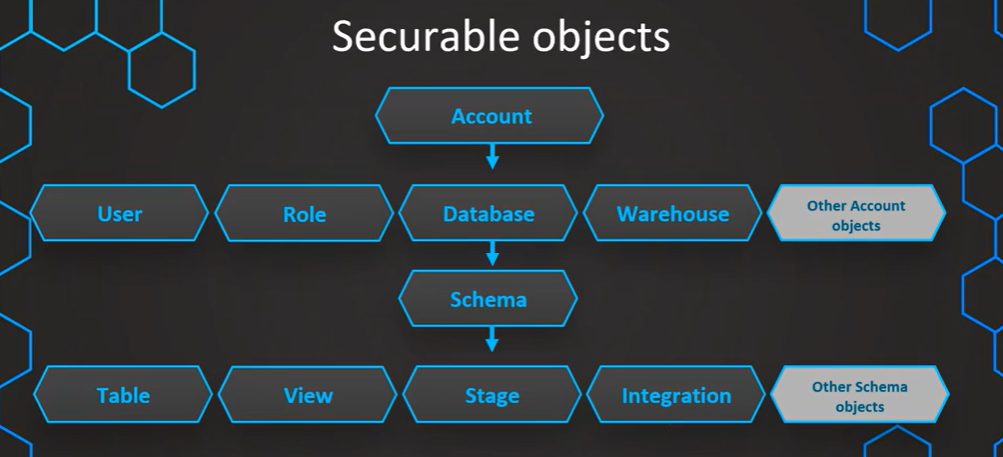 Securable objects
Account
User
Role
Database
Warehouse
Other Account
objects
Schema
Table
View
Stage
Integration
Other Schema
objects